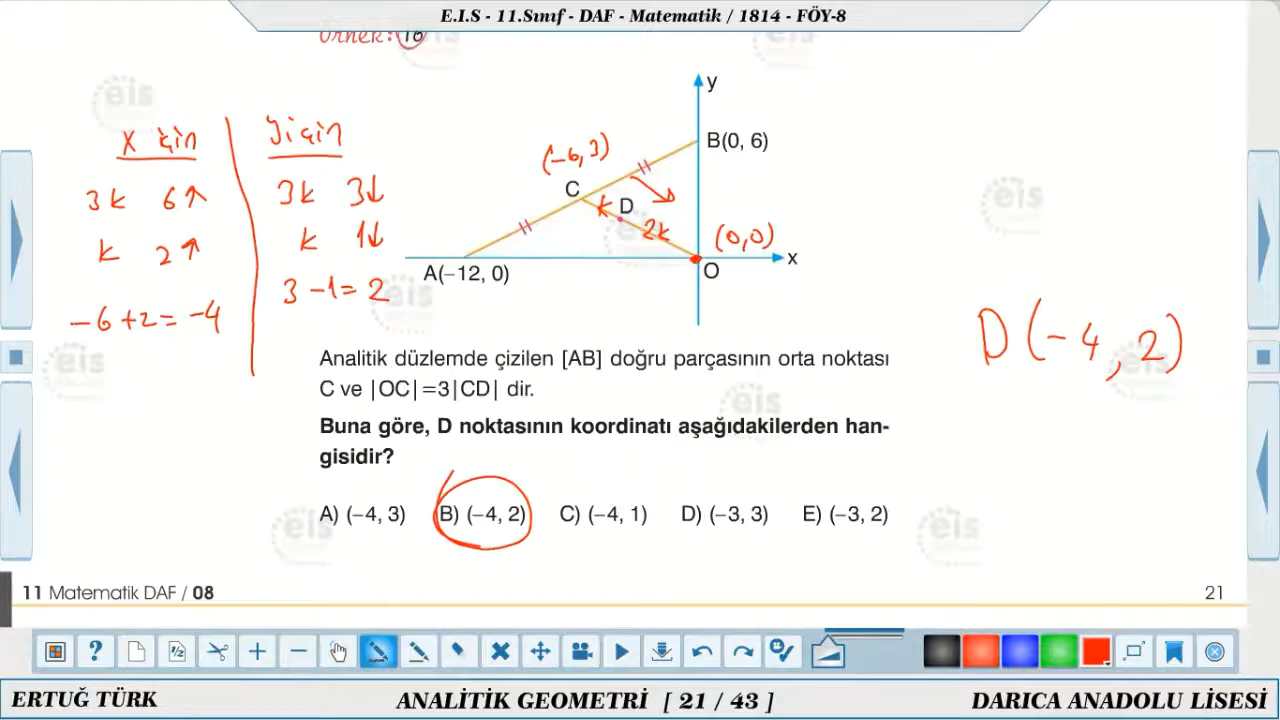 E.I.S - 11.Sınıf - DAF - Matematik / 1814 - FÖY-8
Örnek: 16
eis
x için
3k 6↑
k 2↑
-6+2=-4
y için
3k 3↓
k 1↓
3-1=2
y
B(0, 6)
(-6,3)
C
k
D
2k
(0,0)
x
O
A(−12, 0)
D(-4,2)
Analitik düzlemde çizilen [AB] doğru parçasının orta noktası
C ve |OC|=3|CD| dir.
Buna göre, D noktasının koordinatı aşağıdakilerden han-
gisidir?
A) (−4, 3) B) (−4, 2) C) (−4, 1) D) (−3, 3) E) (−3, 2)
11 Matematik DAF / 08
21
ERTUĞ TÜRK
ANALİTİK GEOMETRİ [ 21 / 43 ]
DARICA ANADOLU LİSESİ